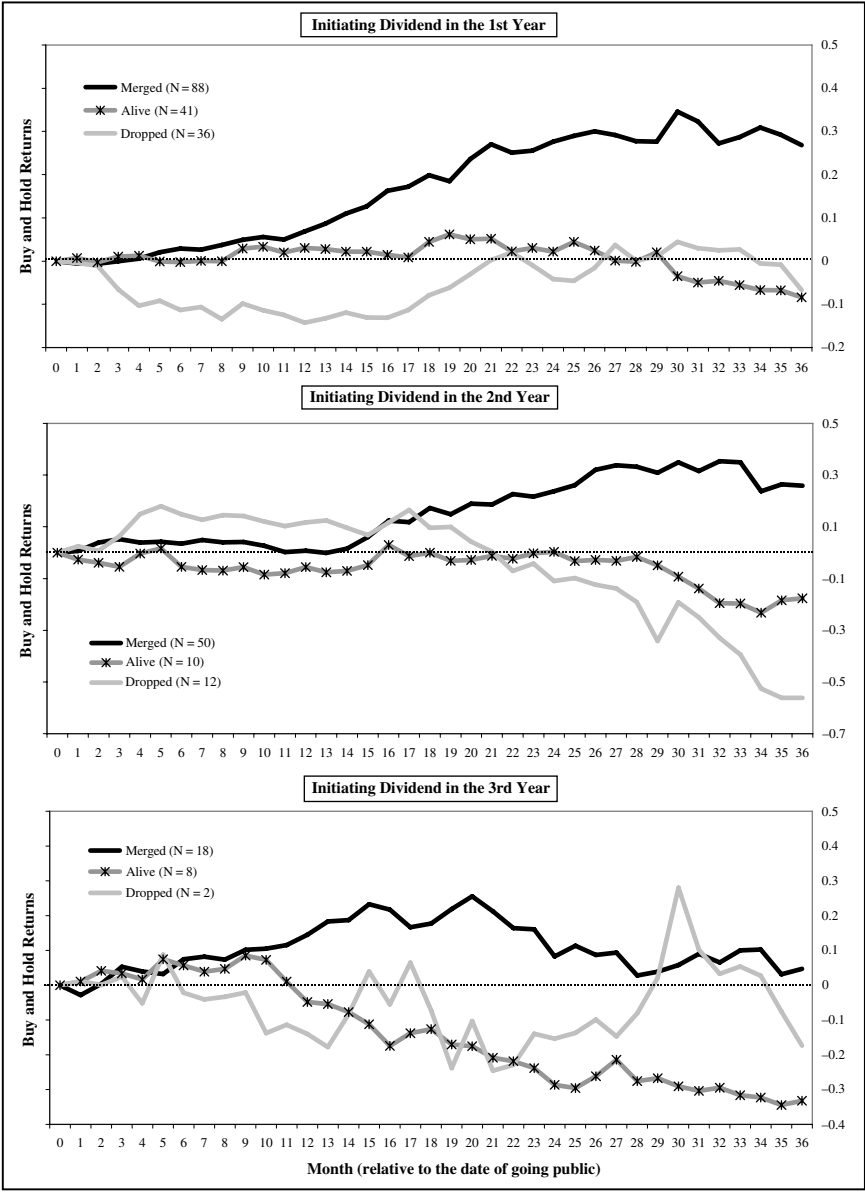 Initiating Dividend in the 1st Year
Buy and Hold Returns
Merged (N = 88)
Alive (N = 41)
Dropped (N = 36)
0.5
0.4
0.3
0.2
0.1
0
–0.1
–0.2
0 1 2 3 4 5 6 7 8 9 10 11 12 13 14 15 16 17 18 19 20 21 22 23 24 25 26 27 28 29 30 31 32 33 34 35 36
Initiating Dividend in the 2nd Year
Buy and Hold Returns
Merged (N = 50)
Alive (N = 10)
Dropped (N = 12)
0.5
0.3
0.1
–0.1
–0.3
–0.5
–0.7
0 1 2 3 4 5 6 7 8 9 10 11 12 13 14 15 16 17 18 19 20 21 22 23 24 25 26 27 28 29 30 31 32 33 34 35 36
Initiating Dividend in the 3rd Year
Buy and Hold Returns
Merged (N = 18)
Alive (N = 8)
Dropped (N = 2)
0.5
0.4
0.3
0.2
0.1
0
–0.1
–0.2
–0.3
–0.4
0 1 2 3 4 5 6 7 8 9 10 11 12 13 14 15 16 17 18 19 20 21 22 23 24 25 26 27 28 29 30 31 32 33 34 35 36
Month (relative to the date of going public)